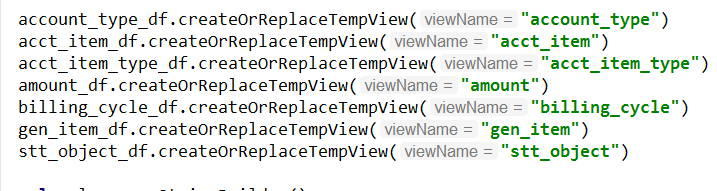 account_type_df.createOrReplaceTempView( viewName = "account_type")
acct_item_df.createOrReplaceTempView( viewName = "acct_item")
acct_item_type_df.createOrReplaceTempView( viewName = "acct_item_type")
amount_df.createOrReplaceTempView( viewName = "amount")
billing_cycle_df.createOrReplaceTempView( viewName = "billing_cycle")
gen_item_df.createOrReplaceTempView( viewName = "gen_item")
stt_object_df.createOrReplaceTempView( viewName = "stt_object")